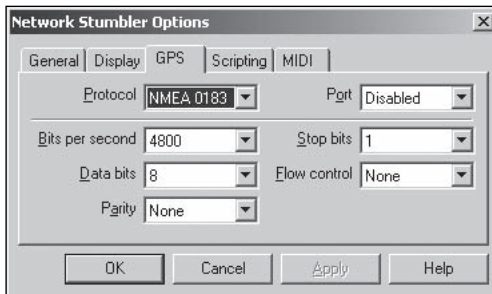 Network Stumbler Options
General Display GPS Scripting MIDI
Protocol NMEA 0183 Port Disabled
Bits per second 4800 Stop bits 1
Data bits 8 Flow control None
Parity None
OK Cancel Apply Help